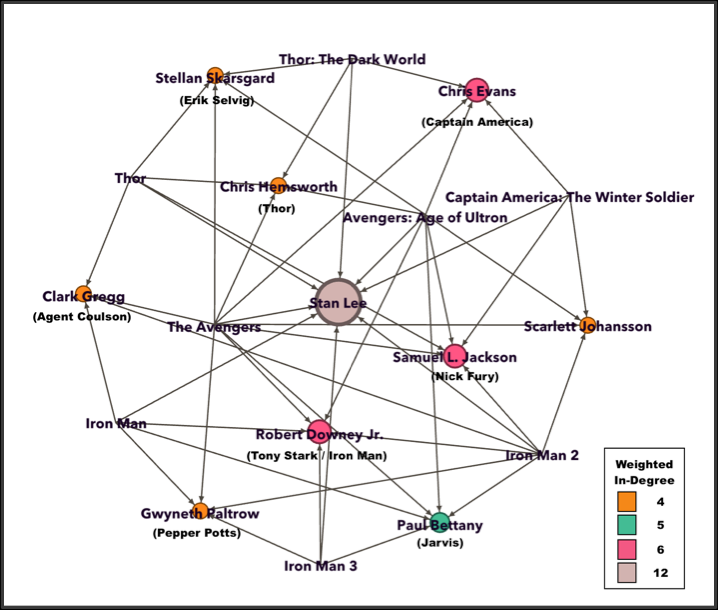 Thor: The Dark World
Stellan Skarsgard
(Erik Selvig)
Chris Evans
(Captain America)
Thor
Chris Hemsworth
(Thor)
Captain America: The Winter Soldier
Avengers: Age of Ultron
Clark Gregg
(Agent Coulson)
Stan Lee
The Avengers
Scarlett Johansson
Samuel L. Jackson
(Nick Fury)
Iron Man
Robert Downey Jr.
(Tony Stark / Iron Man)
Iron Man 2
Gwyneth Paltrow
(Pepper Potts)
Paul Bettany
(Jarvis)
Iron Man 3
Weighted
In-Degree
4
5
6
12